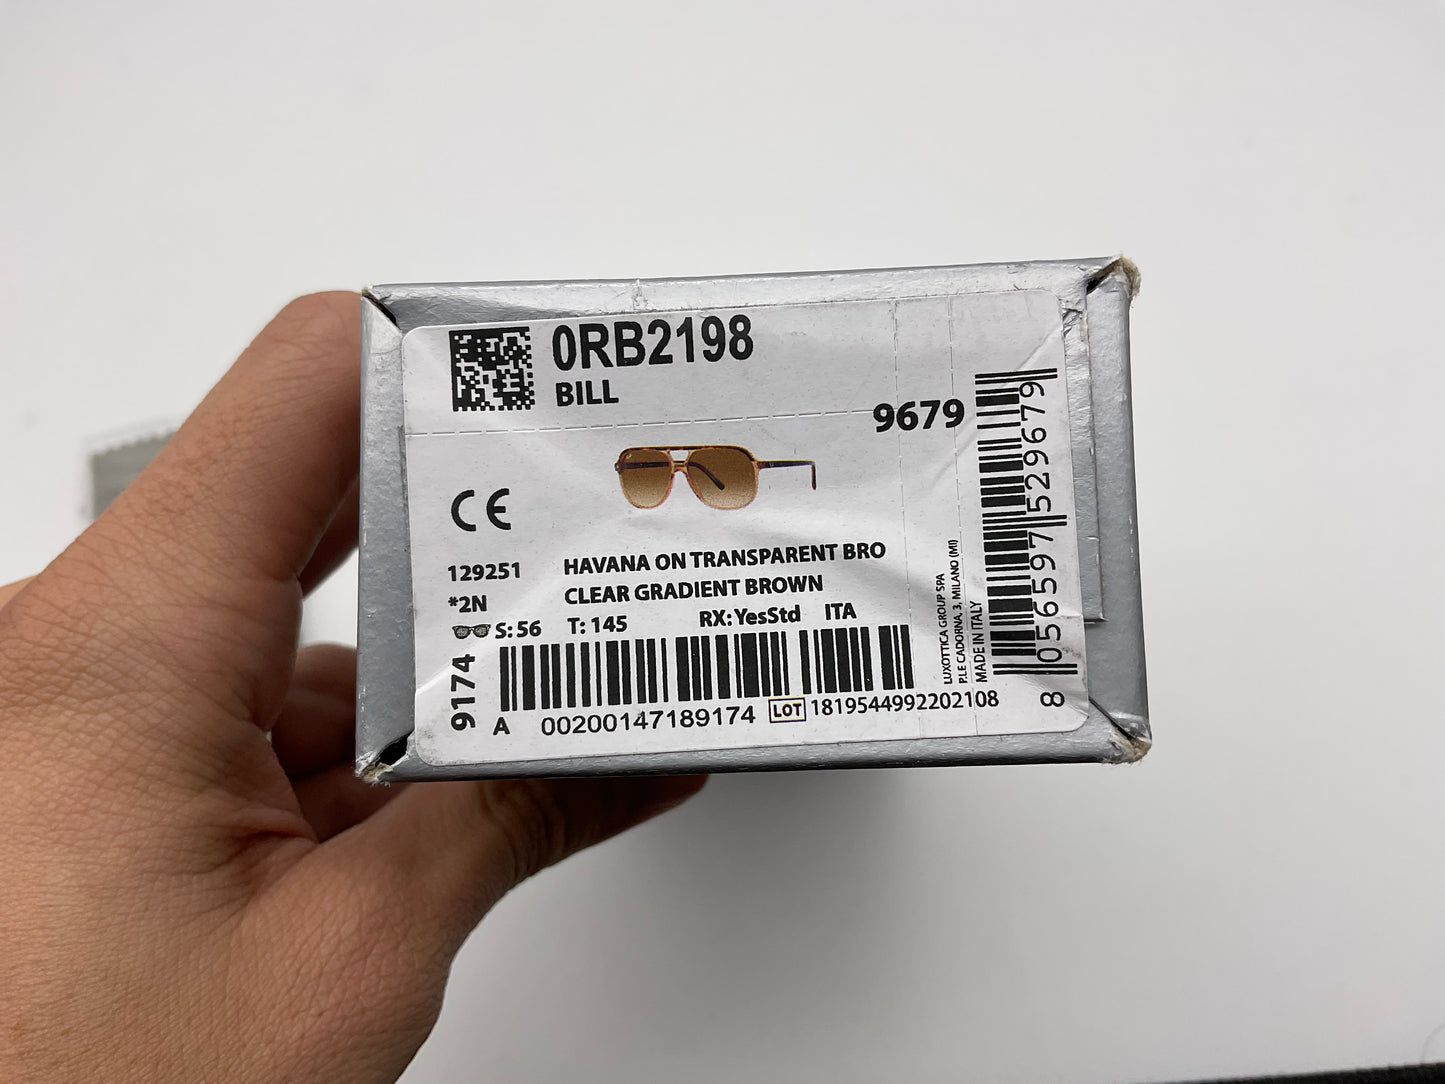 0RB2198
BILL
9679
CE
129251
*2N
HAVANA ON TRANSPARENT BRO
CLEAR GRADIENT BROWN
S: 56 T: 145 RX: YesStd ITA
9174
A 00200147189174 LOT 1819544992202108
LUXOTTICA GROUP SPA
P.LE CADORNA, 3, MILANO (MI)
MADE IN ITALY
8 056597 529679